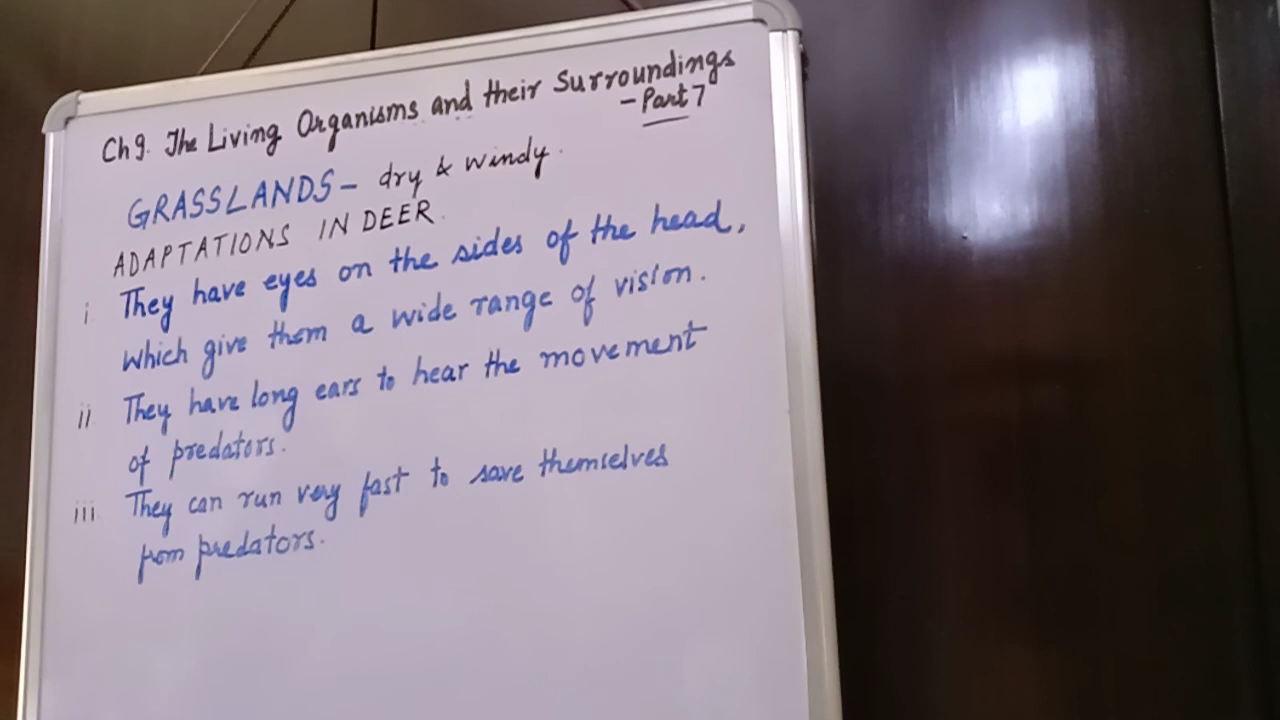 Ch 9. The Living Organisms and their Surroundings
- Part 7
GRASSLANDS - dry & windy.
ADAPTATIONS IN DEER.
i. They have eyes on the sides of the head,
which give them a wide range of vision.
ii They have long ears to hear the movement
of predators.
iii. They can run very fast to save themselves
from predators.